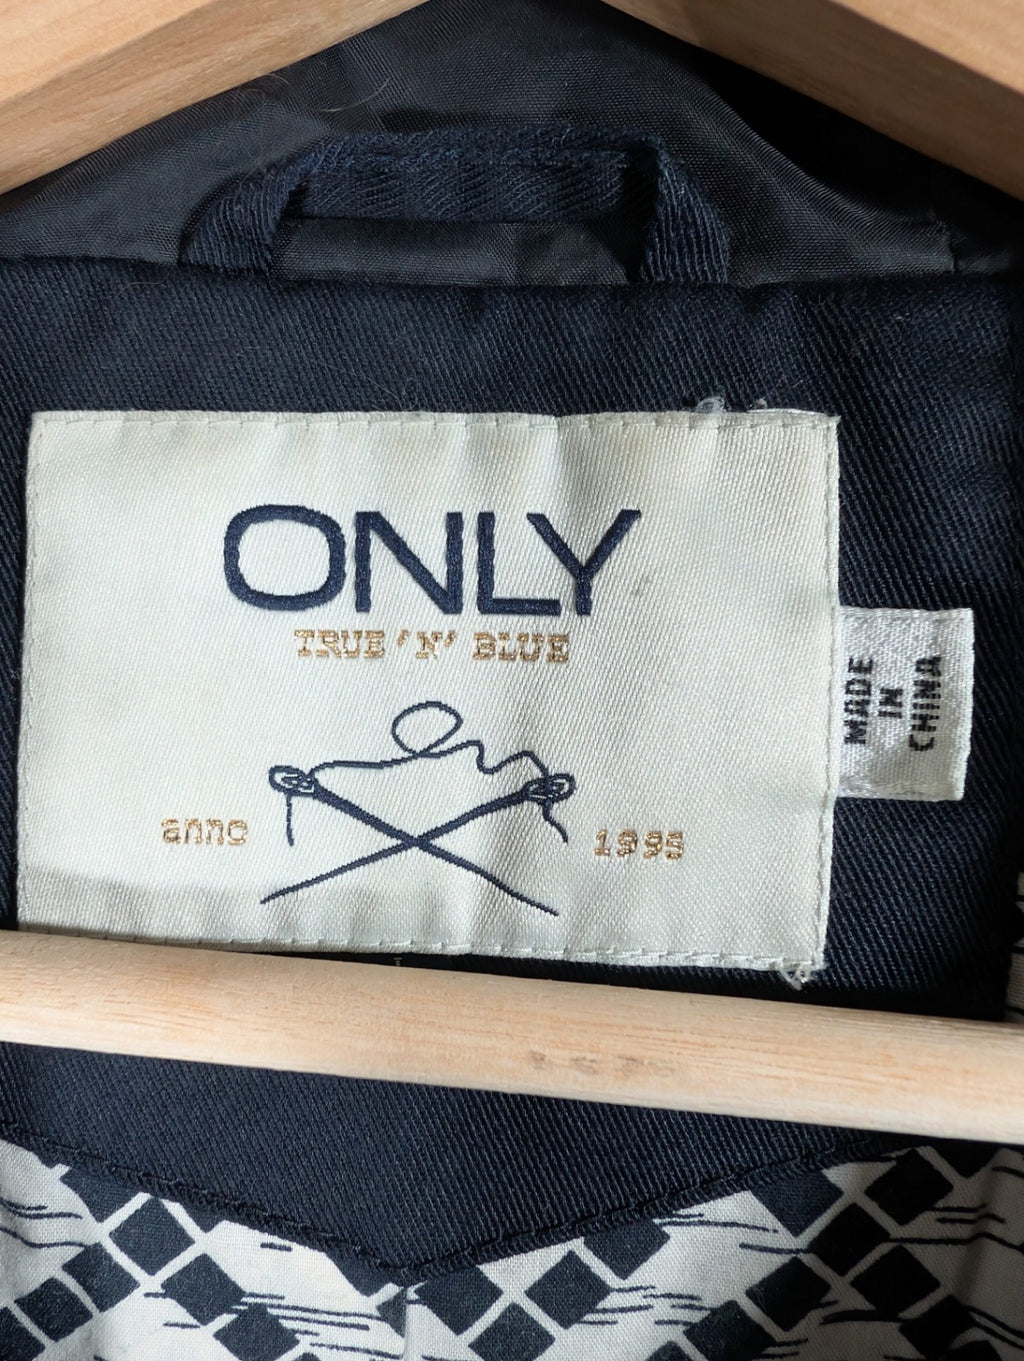 ONLY
TRUE 'N' BLUE
anno
1995
MADE
IN
CHINA